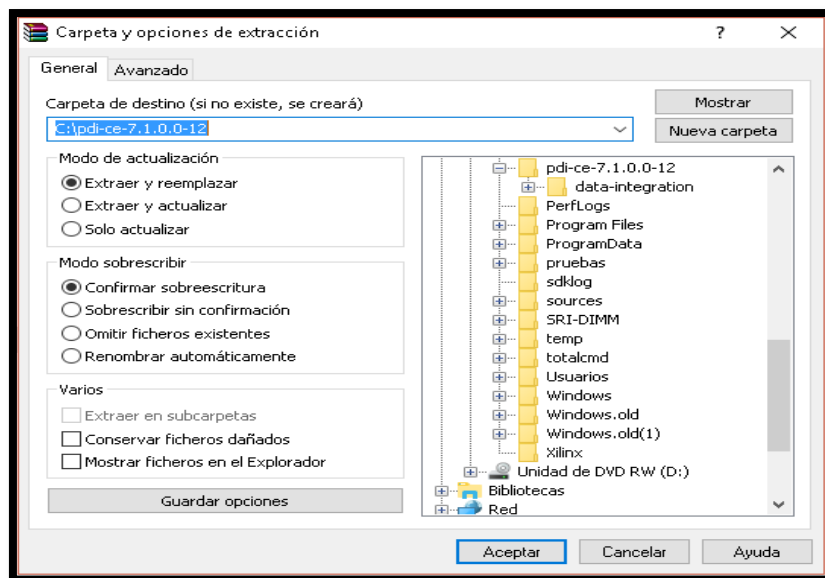 Carpeta y opciones de extracción
General Avanzado
Carpeta de destino (si no existe, se creará)
Mostrar
C:\pdi-ce-7.1.0.0-12
Nueva carpeta
Modo de actualización
Extraer y reemplazar
Extraer y actualizar
Solo actualizar
Modo sobrescribir
Confirmar sobreescritura
Sobrescribir sin confirmación
Omitir ficheros existentes
Renombrar automáticamente
Varios
Extraer en subcarpetas
Conservar ficheros dañados
Mostrar ficheros en el Explorador
Guardar opciones
pdi-ce-7.1.0.0-12
data-integration
PerfLogs
Program Files
ProgramData
pruebas
sdklog
sources
SRI-DIMM
temp
totalcmd
Usuarios
Windows
Windows.old
Windows.old(1)
Xilinx
Unidad de DVD RW (D:)
Bibliotecas
Red
Aceptar Cancelar Ayuda